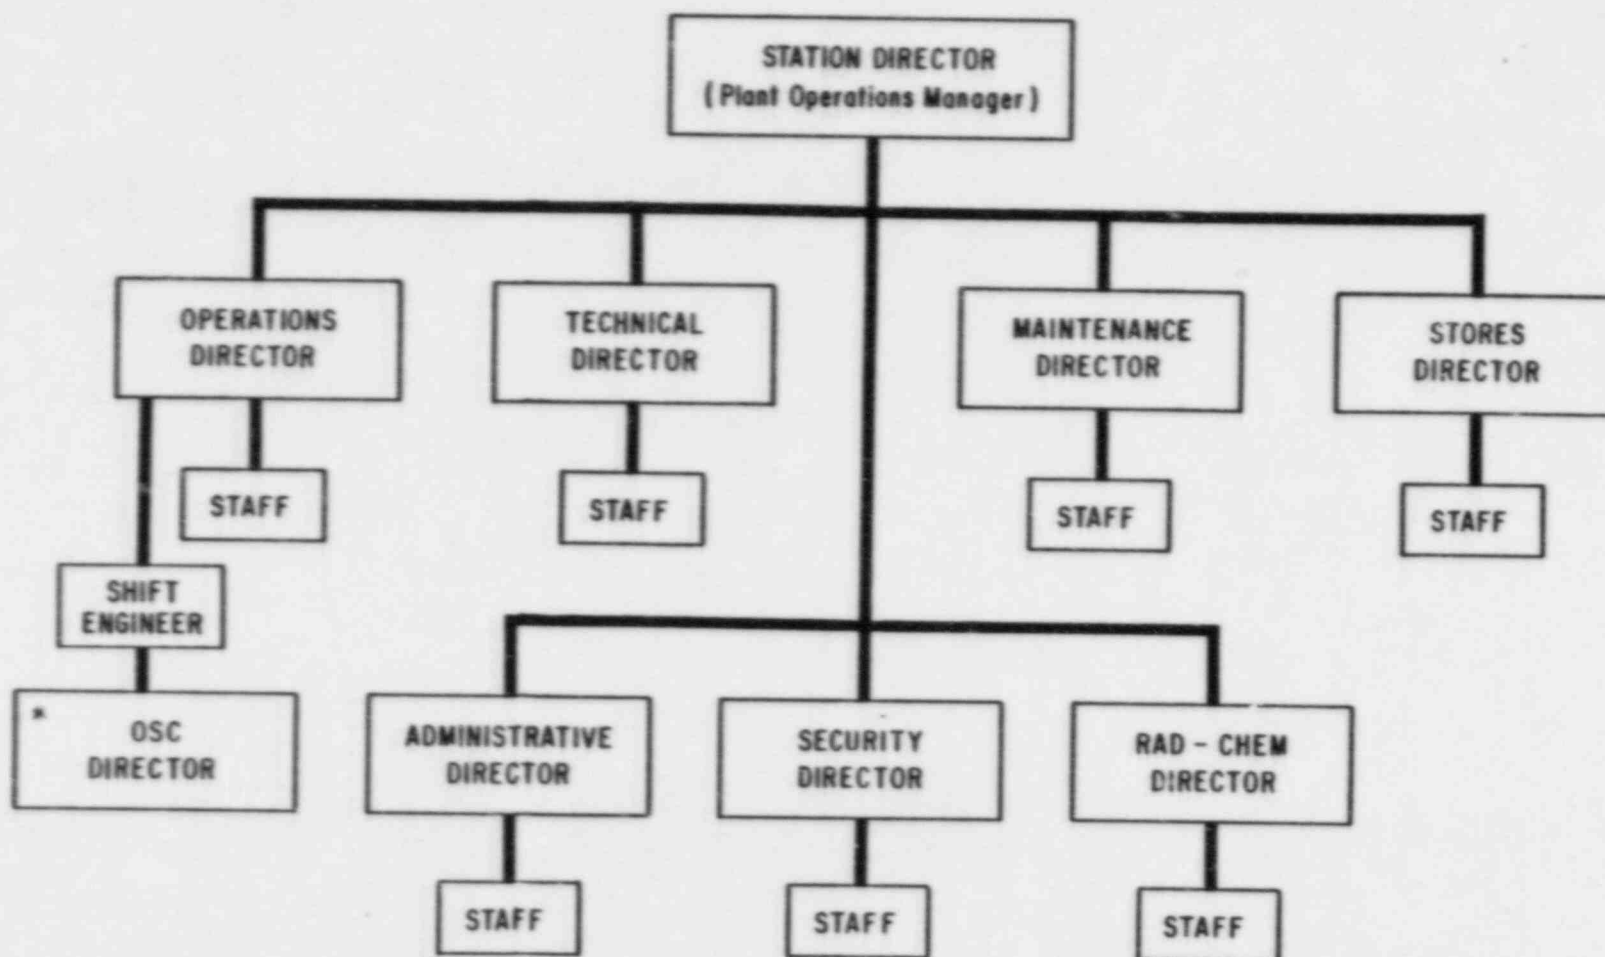 STATION DIRECTOR
(Plant Operations Manager)
OPERATIONS
DIRECTOR
TECHNICAL
DIRECTOR
MAINTENANCE
DIRECTOR
STORES
DIRECTOR
STAFF
STAFF
STAFF
STAFF
SHIFT
ENGINEER
* OSC
DIRECTOR
ADMINISTRATIVE
DIRECTOR
SECURITY
DIRECTOR
RAD - CHEM
DIRECTOR
STAFF
STAFF
STAFF